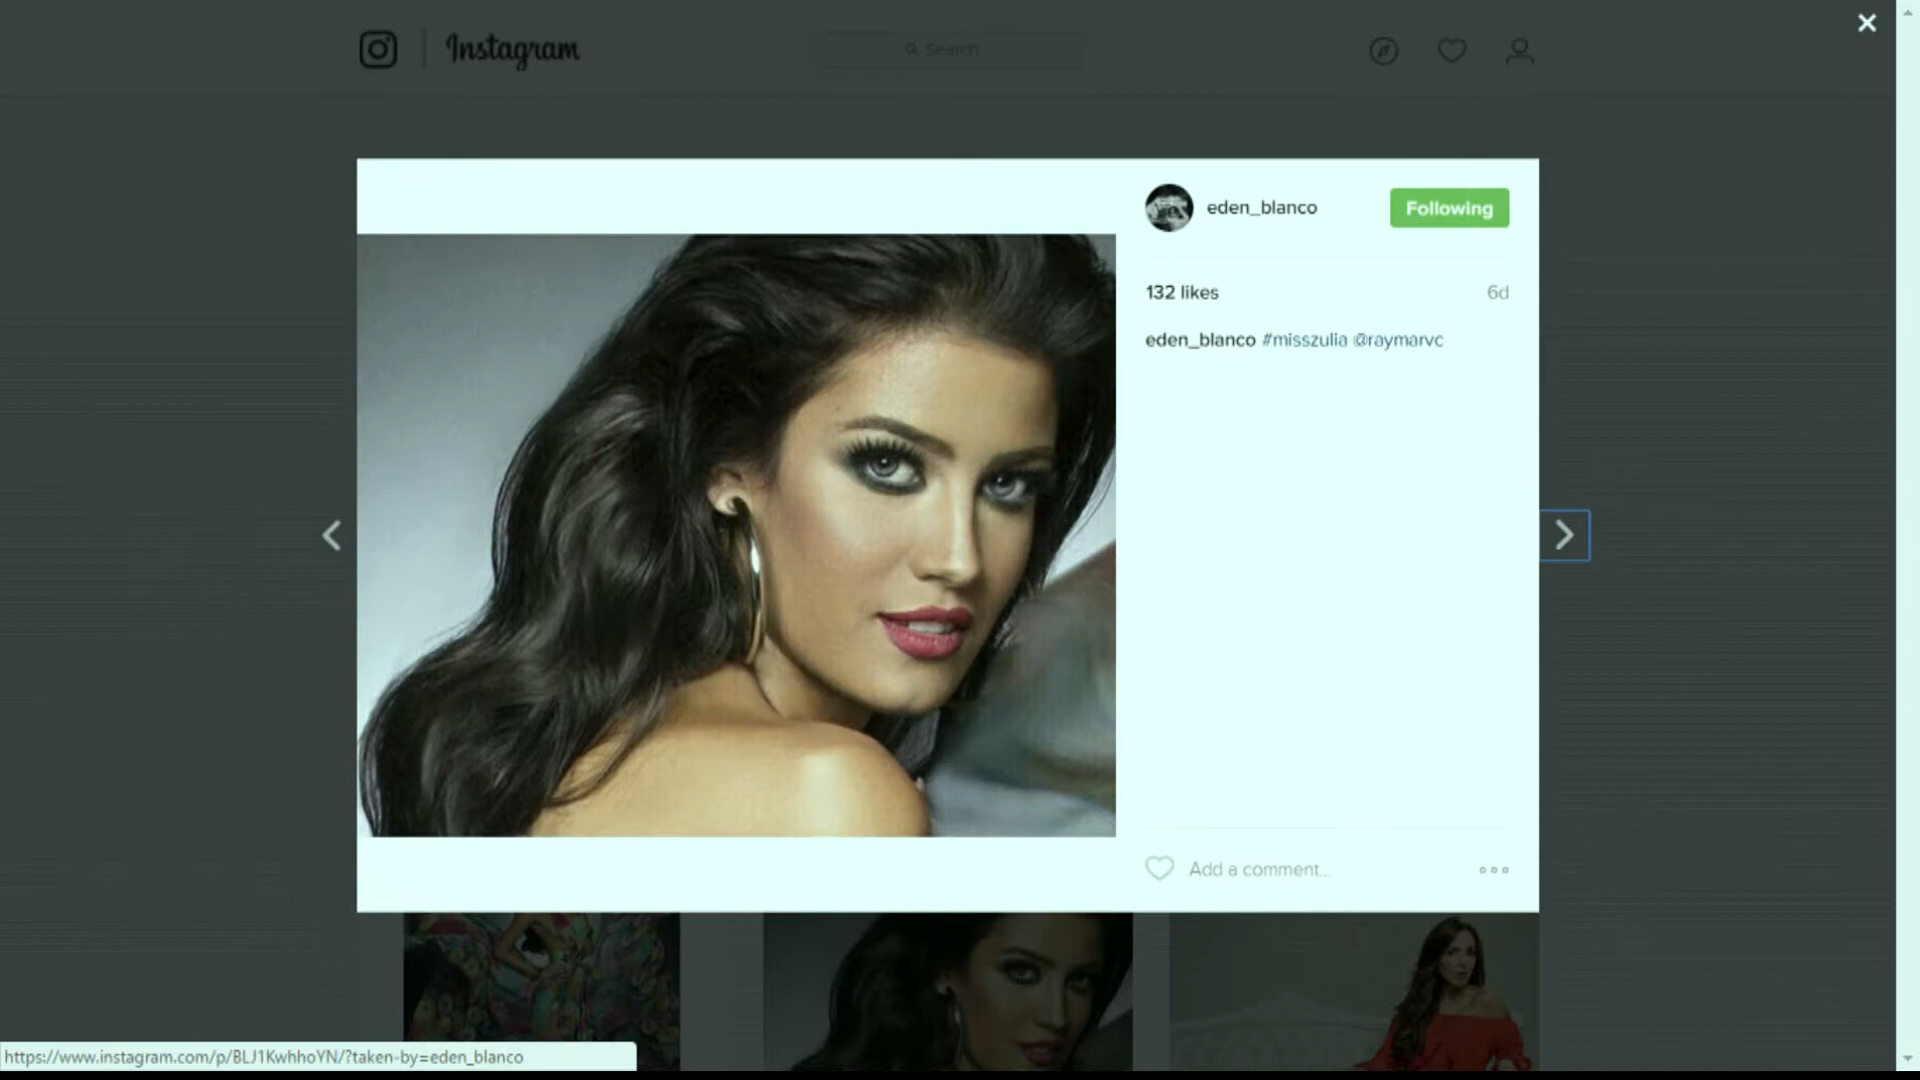 Instagram
Search
eden_blanco
Following
132 likes
6d
eden_blanco #misszulia @raymarvc
Add a comment...
https://www.instagram.com/p/BLJ1KwhhoYN/?taken-by=eden_blanco